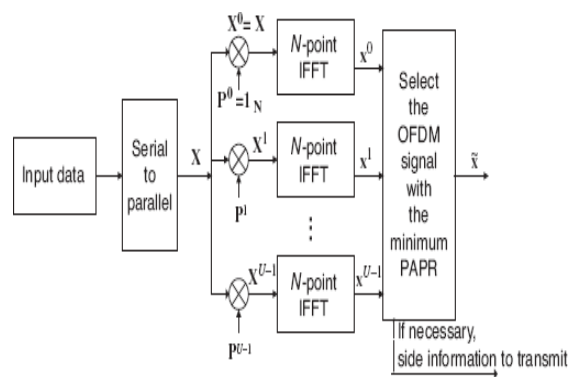 X⁰= X
P⁰ =1 N
N-point
IFFT
x⁰
Input data
Serial
to
parallel
X
X¹
P¹
N-point
IFFT
x¹
⋮
Xᵁ⁻¹
Pᵁ⁻¹
N-point
IFFT
xᵁ⁻¹
Select
the
OFDM
signal
with
the
minimum
PAPR
x̃
If necessary,
side information to transmit